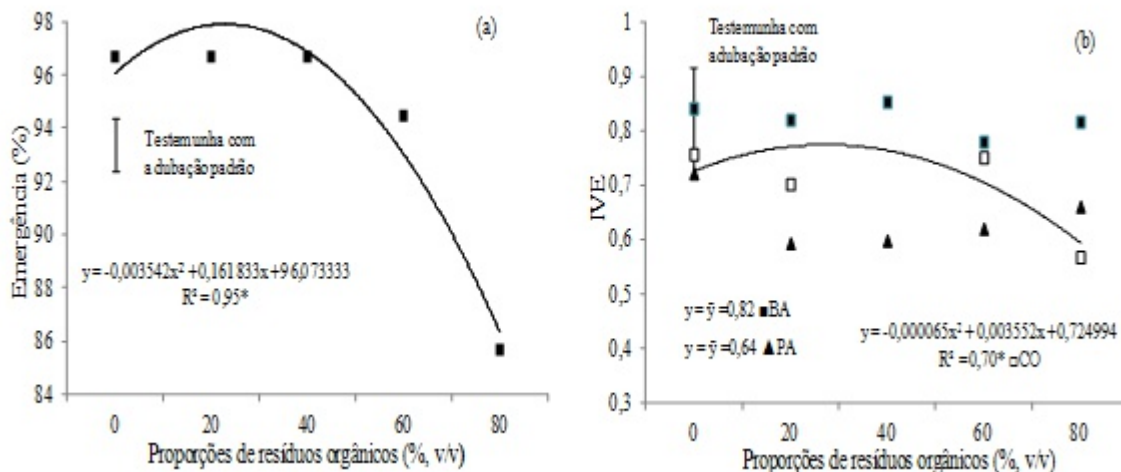 98
96
94
92
90
88
86
84
Emergência (%)
(a)
Testemunha com
adubação padrão
y= -0,003542x² +0,161833x+96,073333
R² = 0,95*
0 20 40 60 80
Proporções de resíduos orgânicos (%, v/v)
1
0,9
0,8
0,7
0,6
0,5
0,4
0,3
IVE
Testemunha com
adubação padrão
(b)
y = ȳ =0,82 ■BA
y = ȳ =0,64 ▲PA
y= -0,000065x² + 0,003552x + 0,724994
R² =0,70* □CO
0 20 40 60 80
Proporções de resíduos orgânicos (%, v/v)